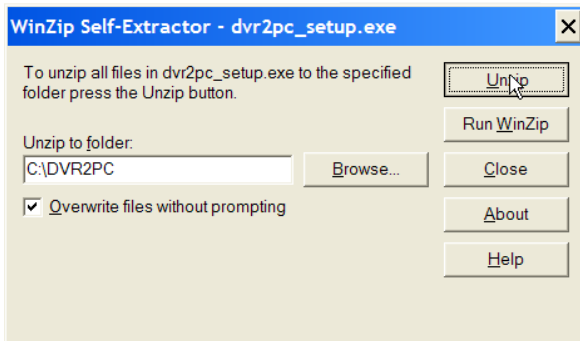 WinZip Self-Extractor - dvr2pc_setup.exe
To unzip all files in dvr2pc_setup.exe to the specified
folder press the Unzip button.
Unzip
Run WinZip
Unzip to folder:
C:\DVR2PC
Browse...
Close
Overwrite files without prompting
About
Help